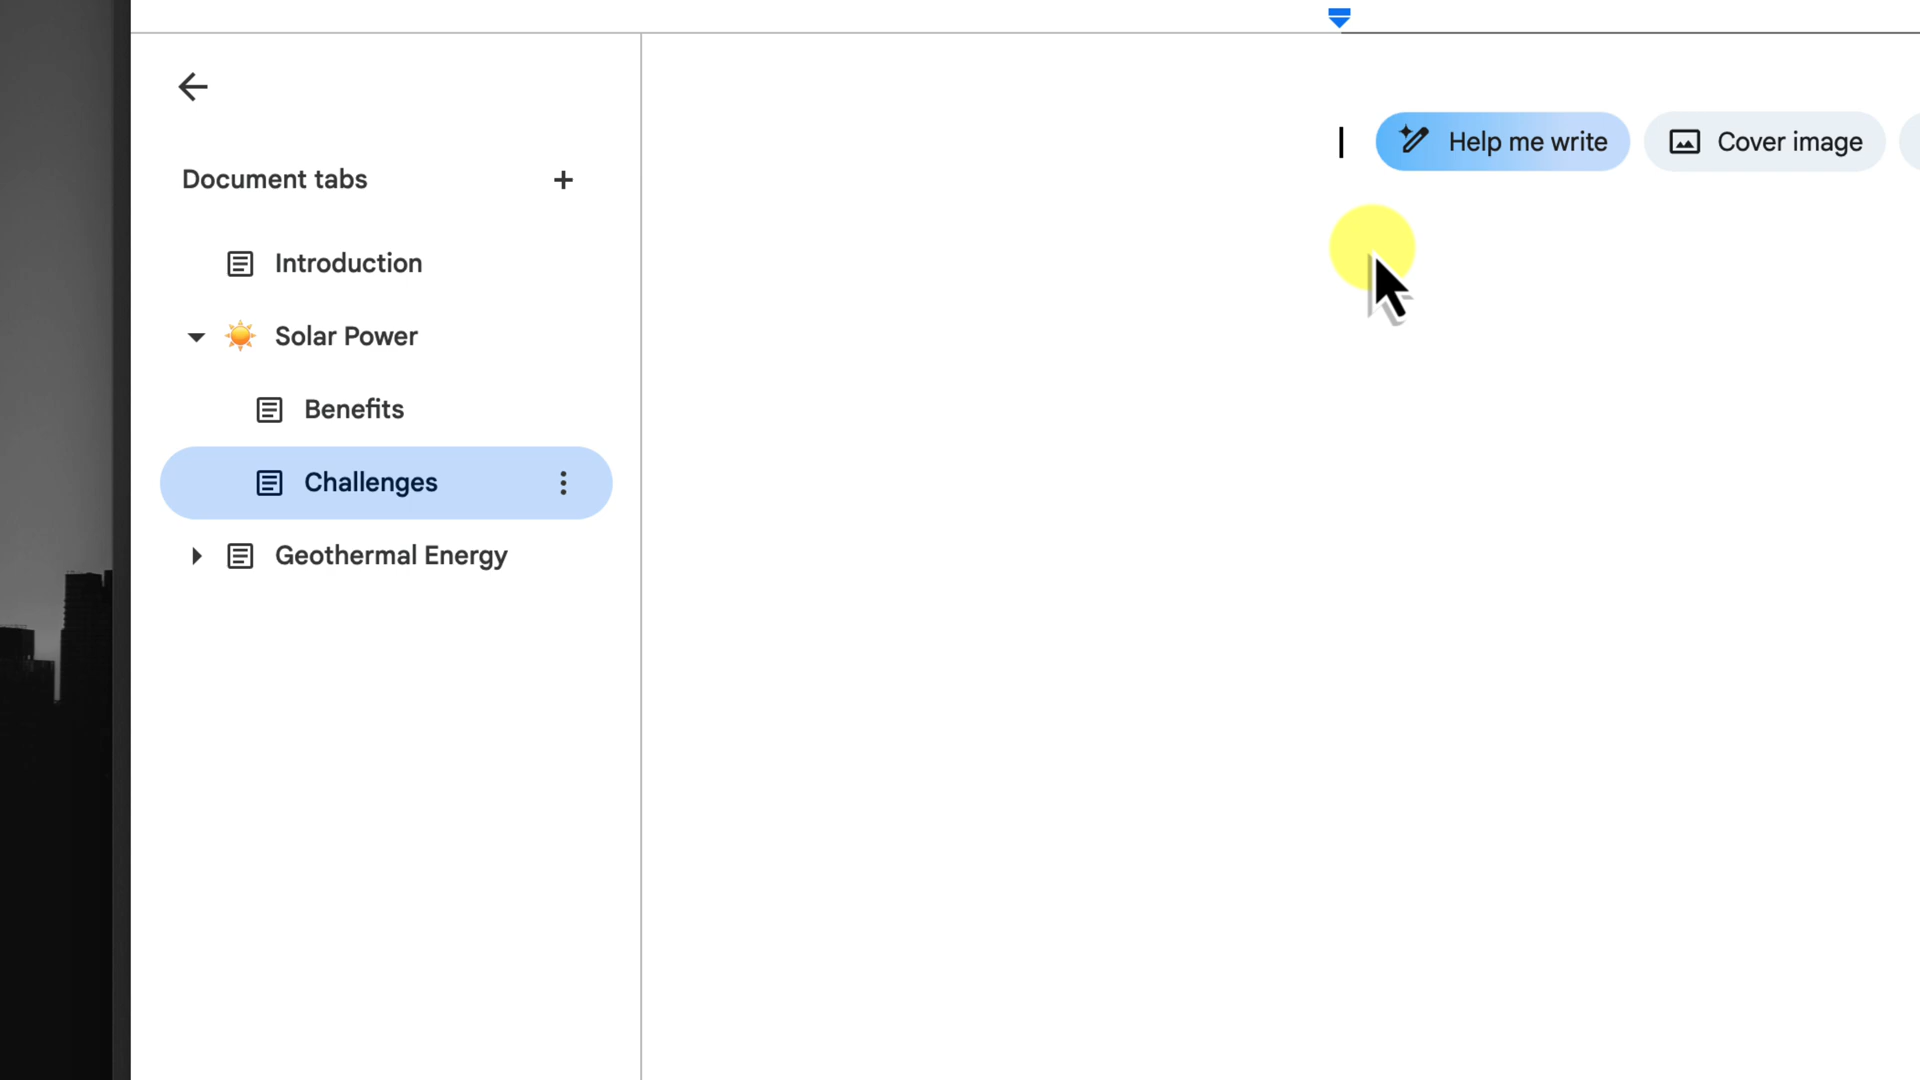 Help me write
Cover image
Document tabs
Introduction
Solar Power
Benefits
Challenges
Geothermal Energy